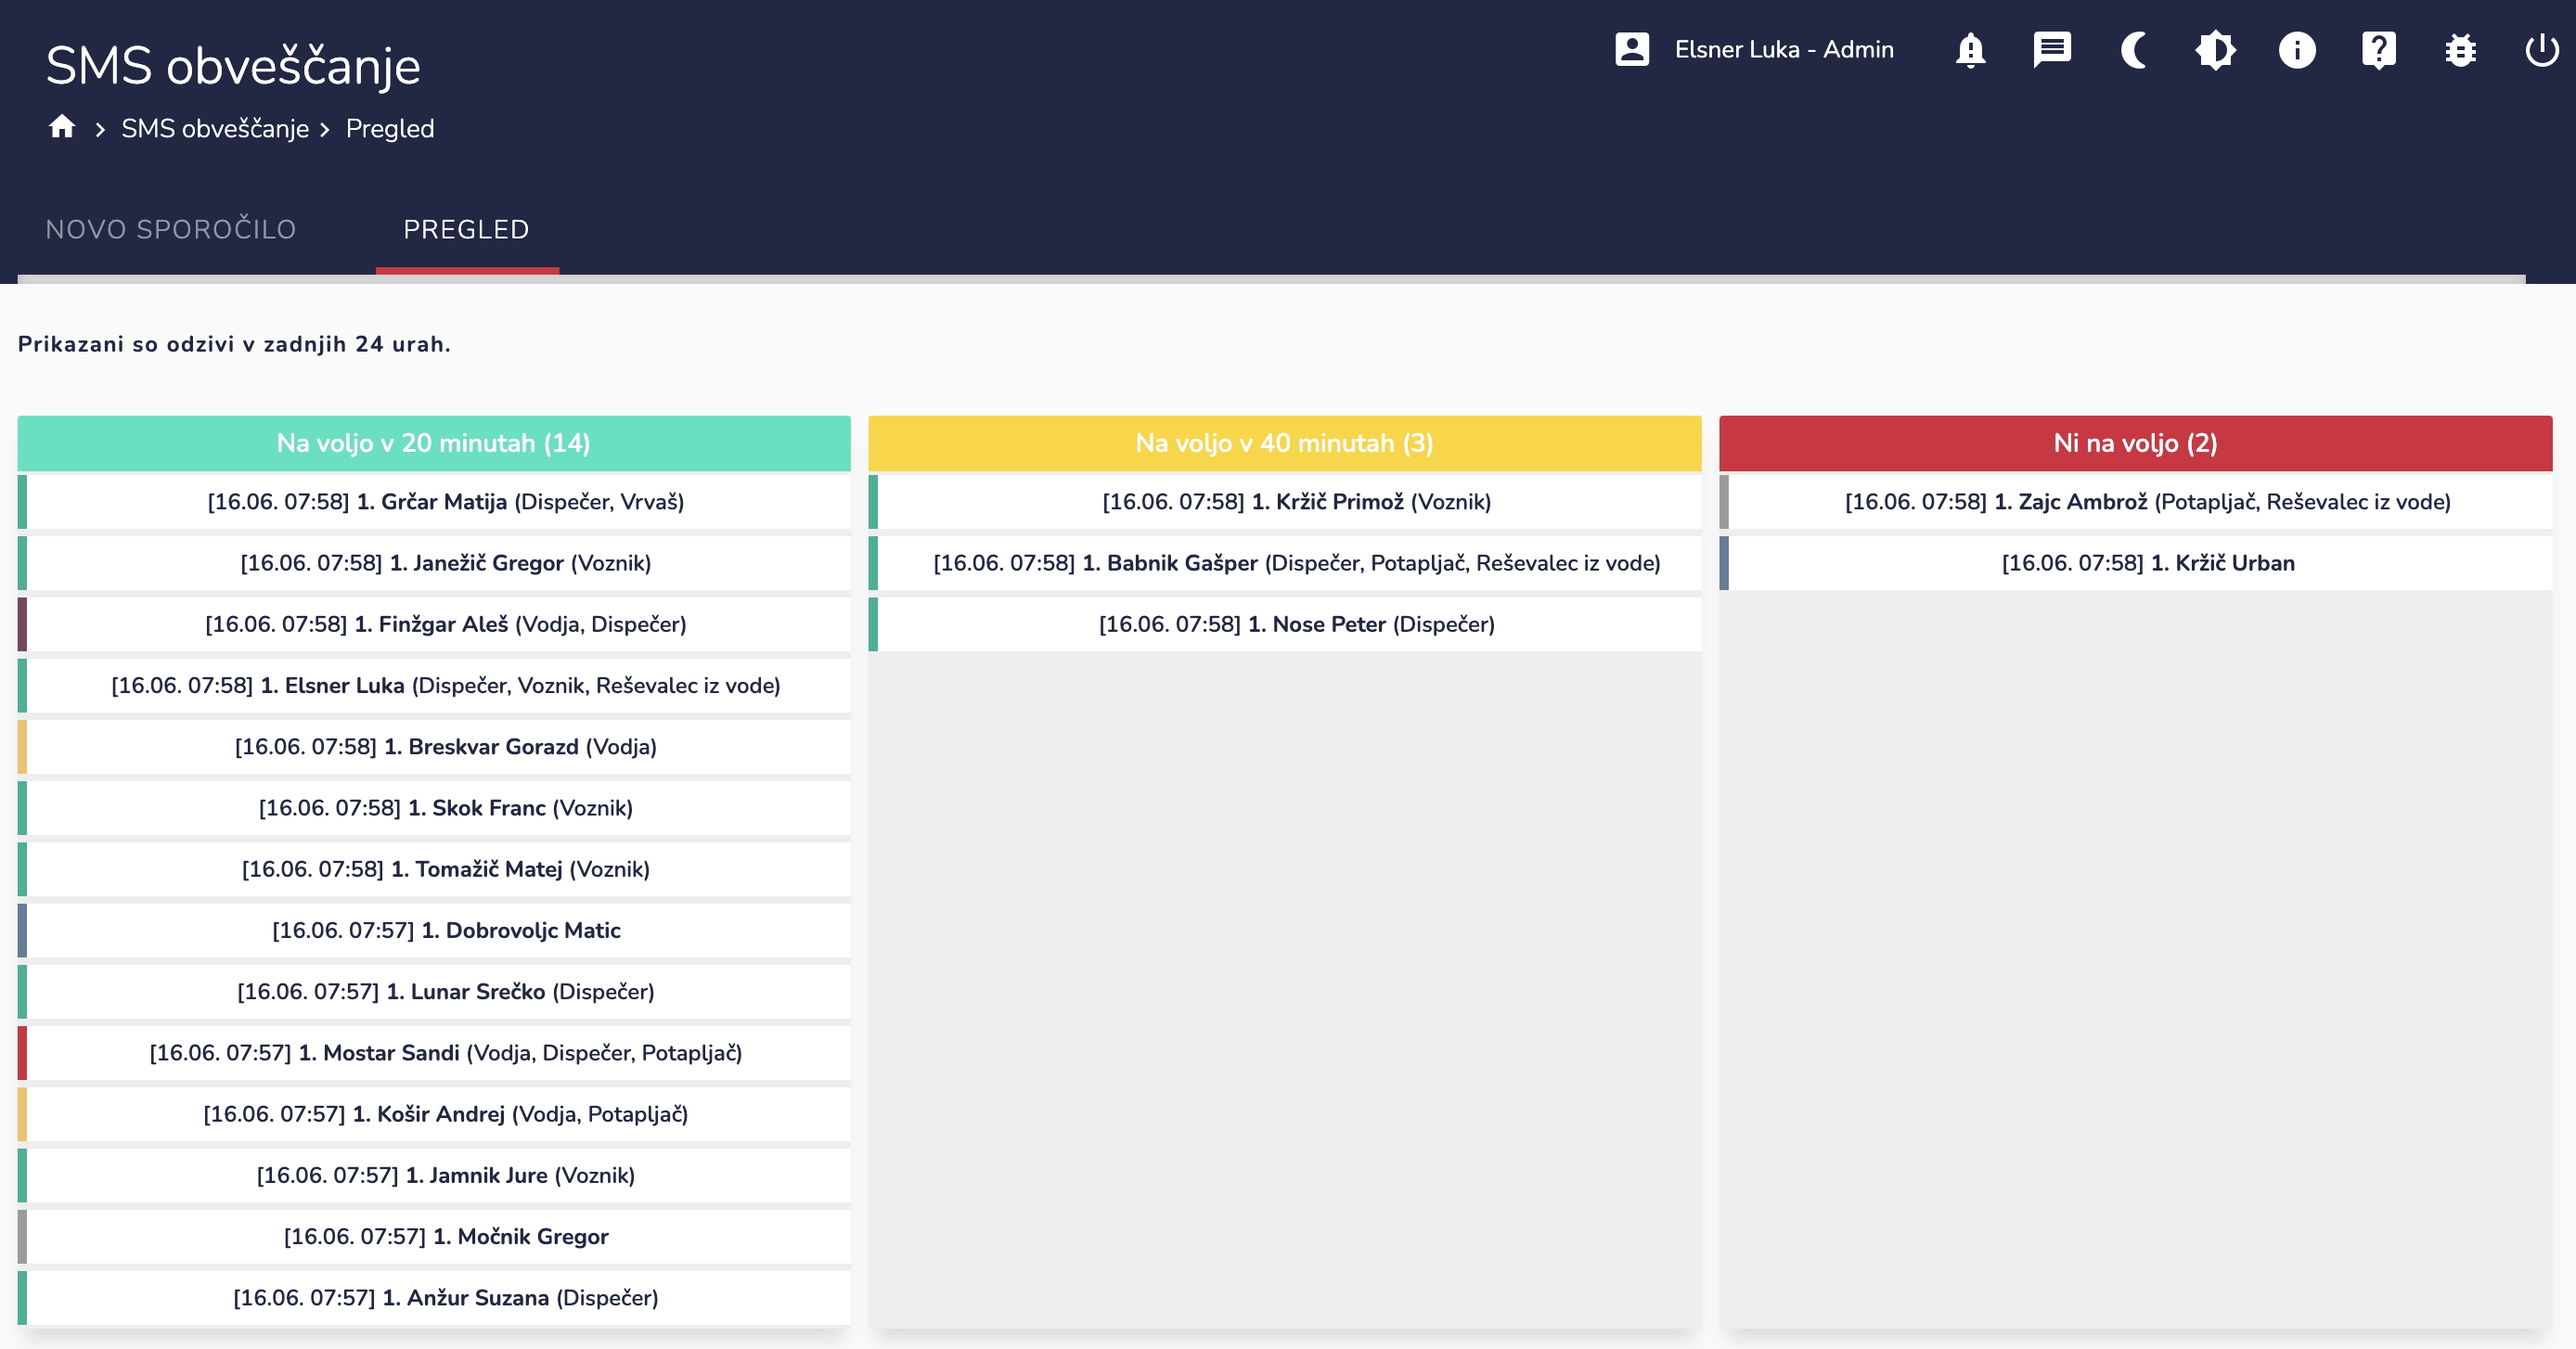 SMS obveščanje
Elsner Luka - Admin
SMS obveščanje > Pregled
NOVO SPOROČILO PREGLED
Prikazani so odzivi v zadnjih 24 urah.
Na voljo v 20 minutah (14)
[16.06. 07:58] 1. Grčar Matija (Dispečer, Vrvaš)
[16.06. 07:58] 1. Janežič Gregor (Voznik)
[16.06. 07:58] 1. Finžgar Aleš (Vodja, Dispečer)
[16.06. 07:58] 1. Elsner Luka (Dispečer, Voznik, Reševalec iz vode)
[16.06. 07:58] 1. Breskvar Gorazd (Vodja)
[16.06. 07:58] 1. Skok Franc (Voznik)
[16.06. 07:58] 1. Tomažič Matej (Voznik)
[16.06. 07:57] 1. Dobrovoljc Matic
[16.06. 07:57] 1. Lunar Srečko (Dispečer)
[16.06. 07:57] 1. Mostar Sandi (Vodja, Dispečer, Potapljač)
[16.06. 07:57] 1. Košir Andrej (Vodja, Potapljač)
[16.06. 07:57] 1. Jamnik Jure (Voznik)
[16.06. 07:57] 1. Močnik Gregor
[16.06. 07:57] 1. Anžur Suzana (Dispečer)
Na voljo v 40 minutah (3)
[16.06. 07:58] 1. Kržič Primož (Voznik)
[16.06. 07:58] 1. Babnik Gašper (Dispečer, Potapljač, Reševalec iz vode)
[16.06. 07:58] 1. Nose Peter (Dispečer)
Ni na voljo (2)
[16.06. 07:58] 1. Zajc Ambrož (Potapljač, Reševalec iz vode)
[16.06. 07:58] 1. Kržič Urban